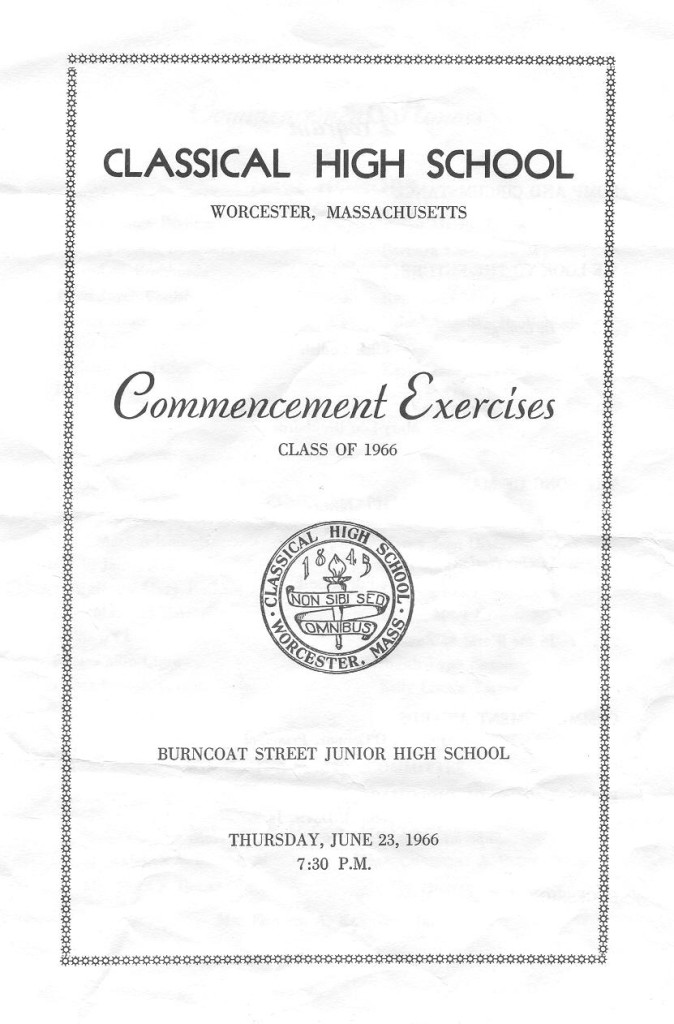 CLASSICAL HIGH SCHOOL
WORCESTER, MASSACHUSETTS
Commencement Exercises
CLASS OF 1966
CLASSICAL HIGH SCHOOL
1845
NON SIBI SED
OMNIBUS
WORCESTER, MASS.
BURNCOAT STREET JUNIOR HIGH SCHOOL
THURSDAY, JUNE 23, 1966
7:30 P.M.